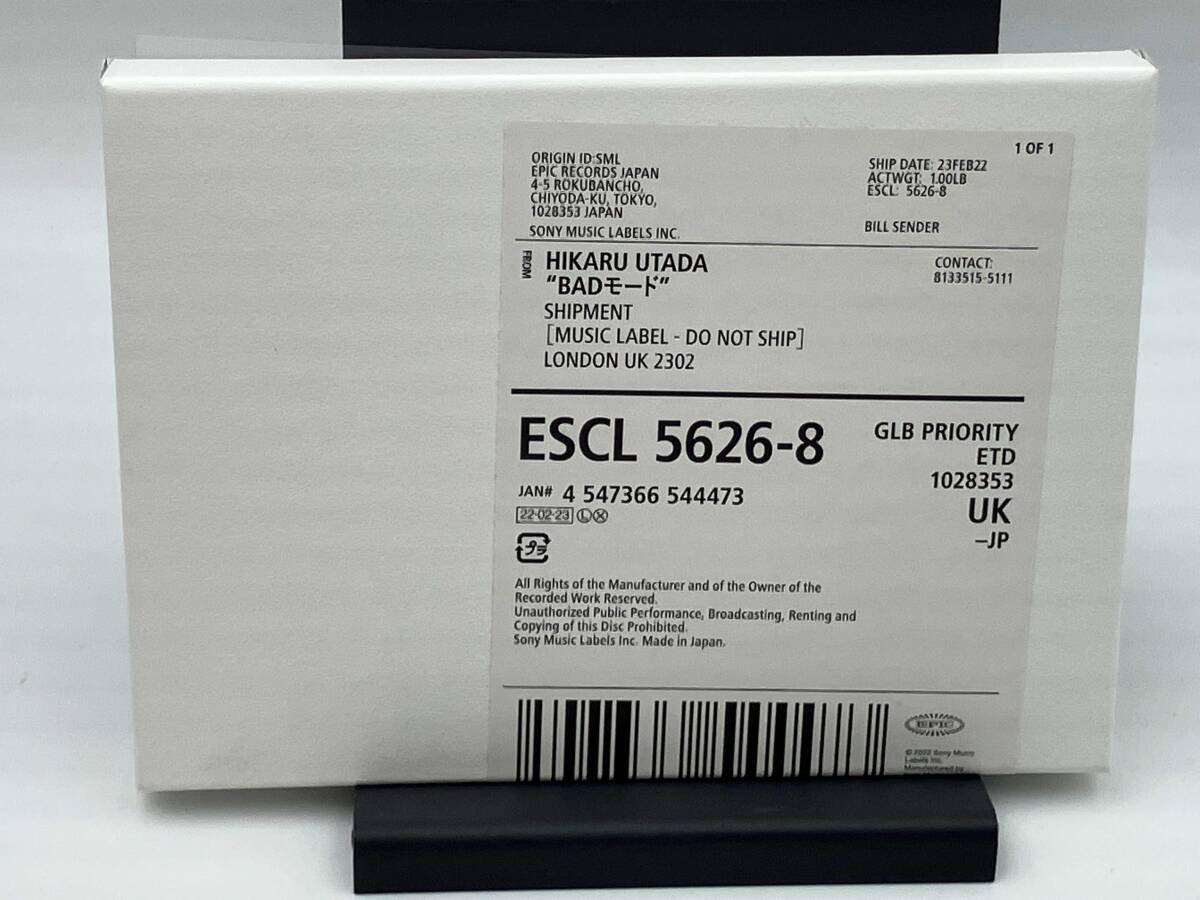 1 OF 1
ORIGIN ID:SML
EPIC RECORDS JAPAN
4-5 ROKUBANCHO,
CHIYODA-KU, TOKYO,
1028353 JAPAN
SONY MUSIC LABELS INC.
SHIP DATE: 23FEB22
ACTWGT: 1.00LB
ESCL: 5626-8
BILL SENDER
FROM
HIKARU UTADA
“BADモード”
SHIPMENT
[MUSIC LABEL - DO NOT SHIP]
LONDON UK 2302
CONTACT:
8133515-5111
ESCL 5626-8
JAN# 4 547366 544473
22·02·23 Ⓛ Ⓧ
プラ
GLB PRIORITY
ETD
1028353
UK
–JP
All Rights of the Manufacturer and of the Owner of the
Recorded Work Reserved.
Unauthorized Public Performance, Broadcasting, Renting and
Copying of this Disc Prohibited.
Sony Music Labels Inc. Made in Japan.
EPIC
© 2022 Sony Music
Labels Inc.
Manufactured by